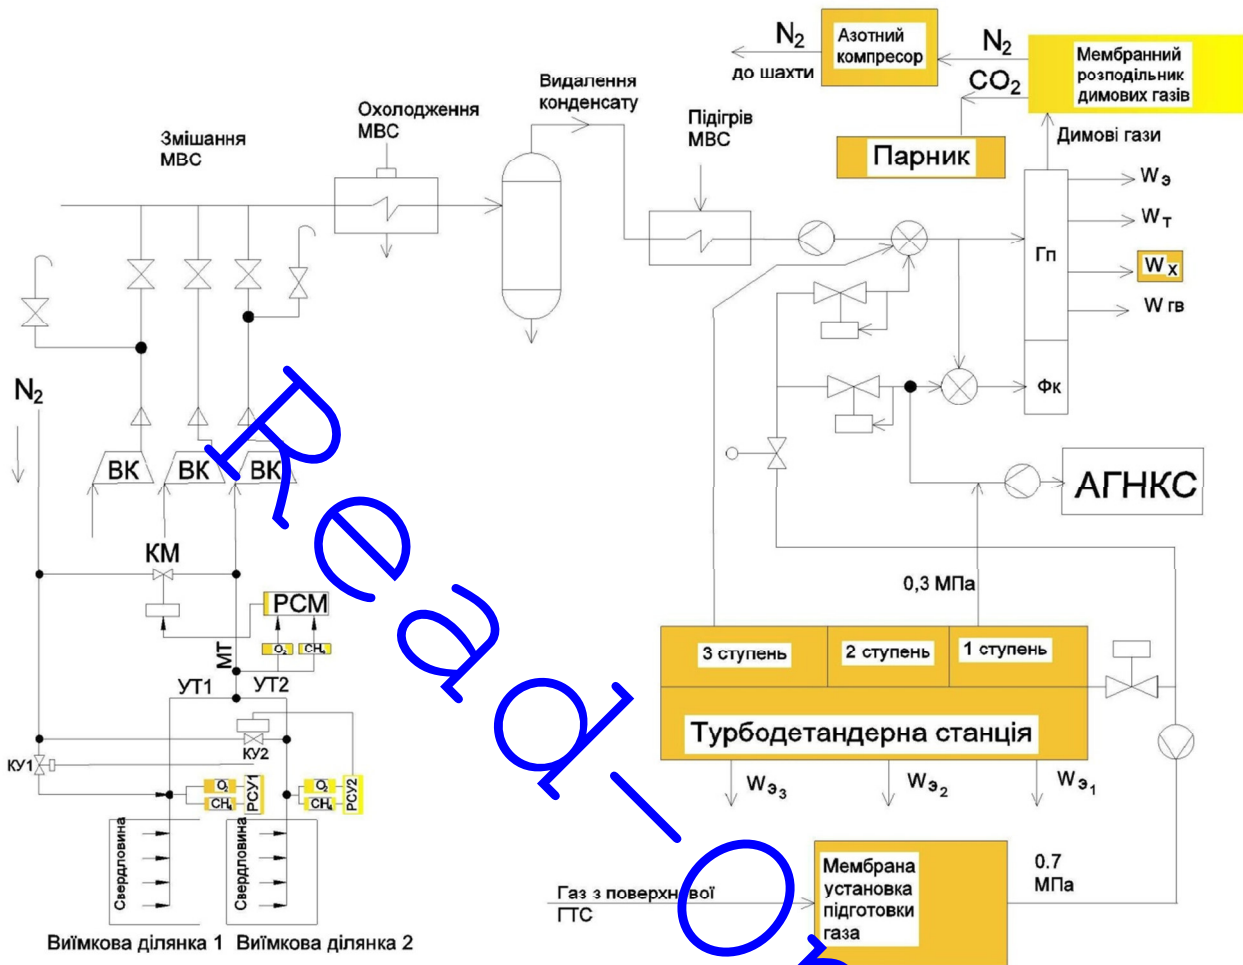 N₂
до шахти
Азотний
компресор
N₂
CO₂
Мембранний
розподільник
димових газів
Димові гази
Парник
Видалення
конденсату
Охолодження
МВС
Змішання
МВС
Підігрів
МВС
Wэ
Wт
Wх
W гв
Гп
Фк
N₂
ВК
ВК
ВК
АГНКС
КМ
РСМ
O₂
CH₄
МТ
УТ1
УТ2
0,3 МПа
3 ступень
2 ступень
1 ступень
Турбодетандерна станція
КУ1
КУ2
O₂
CH₄
РСУ1
O₂
CH₄
РСУ2
Wэ₃
Wэ₂
Wэ₁
Свердловина
Свердловина
Виїмкова ділянка 1
Виїмкова ділянка 2
Газ з поверхневої
ГТС
Мембрана
установка
підготовки
газа
0.7
МПа
Read-On